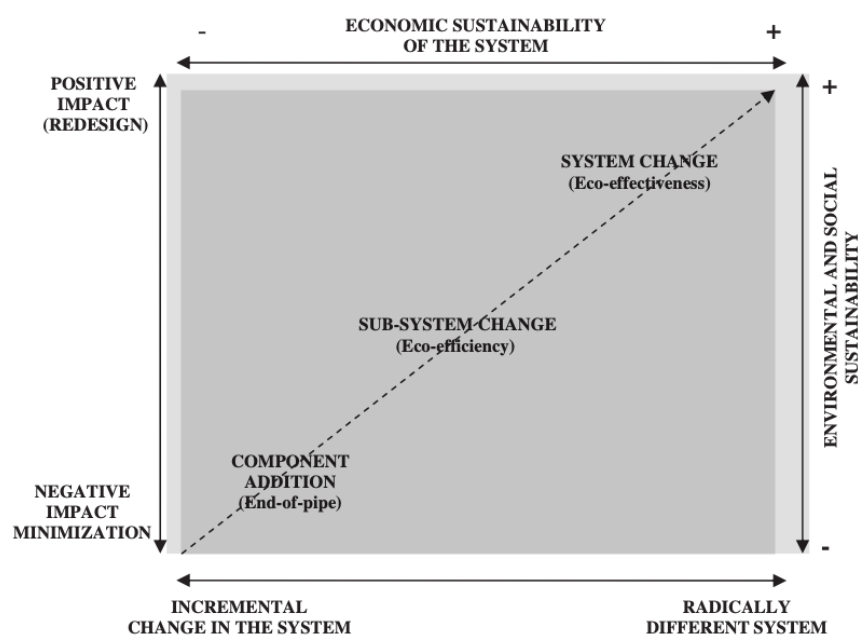 ECONOMIC SUSTAINABILITY
OF THE SYSTEM
-
+
POSITIVE
IMPACT
(REDESIGN)
+
SYSTEM CHANGE
(Eco-effectiveness)
ENVIRONMENTAL AND SOCIAL
SUSTAINABILITY
SUB-SYSTEM CHANGE
(Eco-efficiency)
COMPONENT
ADDITION
(End-of-pipe)
NEGATIVE
IMPACT
MINIMIZATION
-
INCREMENTAL
CHANGE IN THE SYSTEM
RADICALLY
DIFFERENT SYSTEM